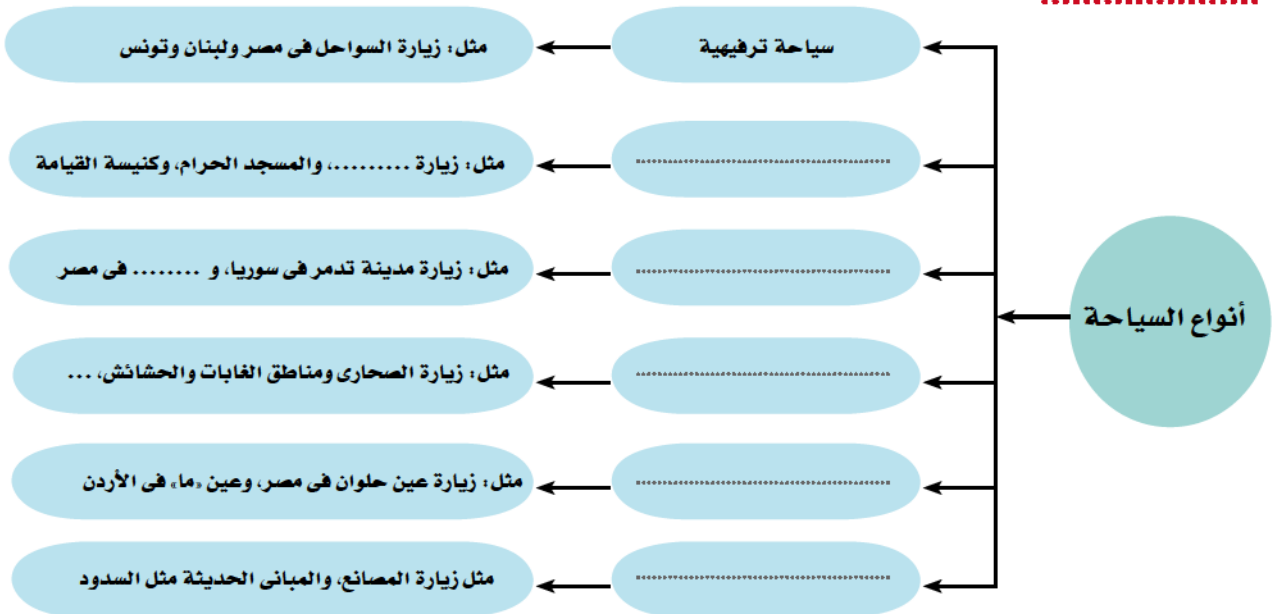 أنواع السياحة
سياحة ترفيهية
مثل: زيارة السواحل فى مصر ولبنان وتونس
.............................................
مثل: زيارة .........، والمسجد الحرام، وكنيسة القيامة
.............................................
مثل: زيارة مدينة تدمر فى سوريا، و ........ فى مصر
.............................................
مثل: زيارة الصحارى ومناطق الغابات والحشائش، ...
.............................................
مثل: زيارة عين حلوان فى مصر، وعين «ما» فى الأردن
.............................................
مثل زيارة المصانع، والمبانى الحديثة مثل السدود